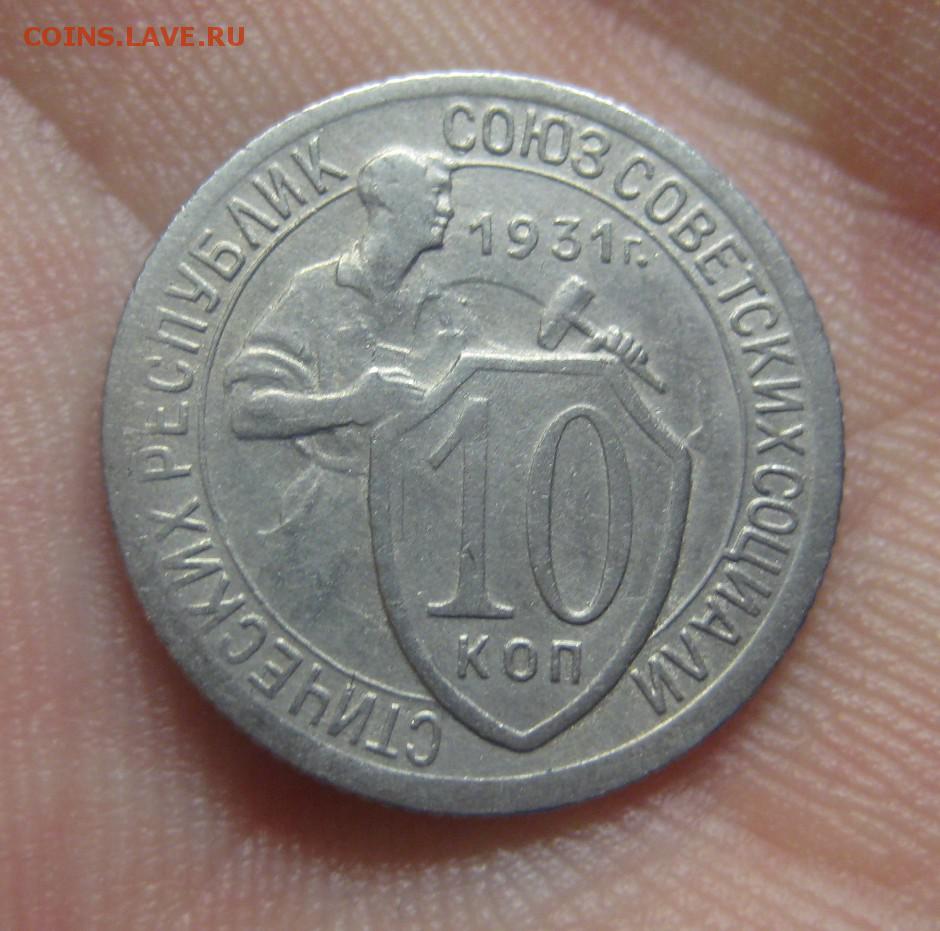 COINS.LAVE.RU
СОЮЗ СОВЕТСКИХ СОЦИАЛИСТИЧЕСКИХ РЕСПУБЛИК
1931г.
10
КОП